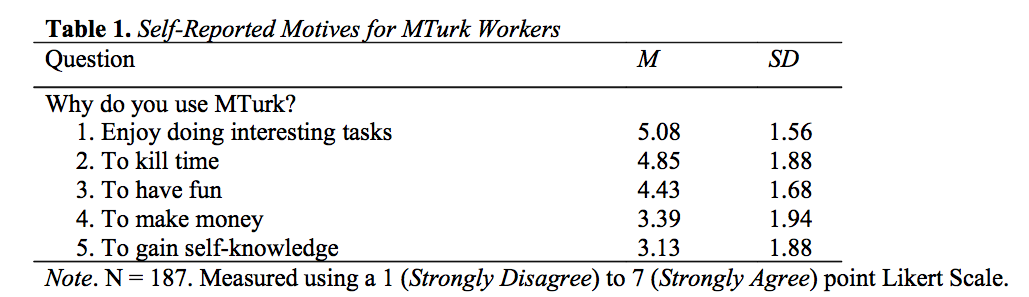 Table 1. Self-Reported Motives for MTurk Workers
Question M SD
Why do you use MTurk?
1. Enjoy doing interesting tasks 5.08 1.56
2. To kill time 4.85 1.88
3. To have fun 4.43 1.68
4. To make money 3.39 1.94
5. To gain self-knowledge 3.13 1.88
Note. N = 187. Measured using a 1 (Strongly Disagree) to 7 (Strongly Agree) point Likert Scale.